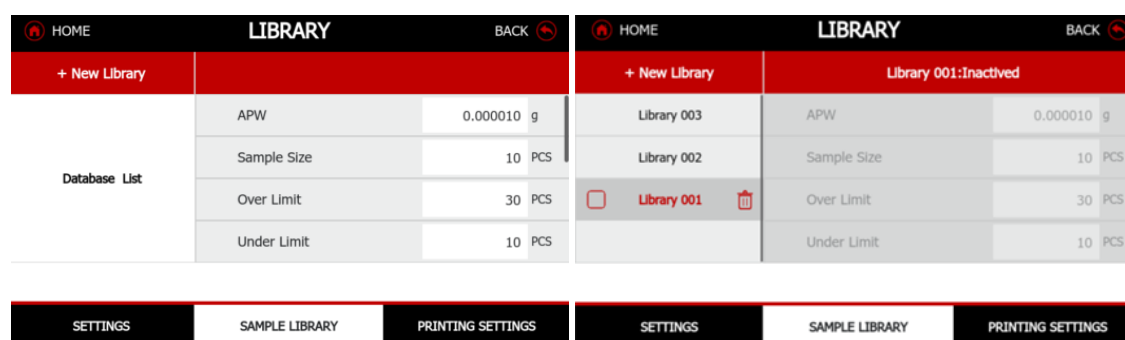 HOME LIBRARY BACK
+ New Library
APW 0.000010 g
Sample Size 10 PCS
Database List
Over Limit 30 PCS
Under Limit 10 PCS
SETTINGS SAMPLE LIBRARY PRINTING SETTINGS
HOME LIBRARY BACK
+ New Library Library 001:Inactived
Library 003 APW 0.000010 g
Library 002 Sample Size 10 PCS
Library 001 Over Limit 30 PCS
Under Limit 10 PCS
SETTINGS SAMPLE LIBRARY PRINTING SETTINGS